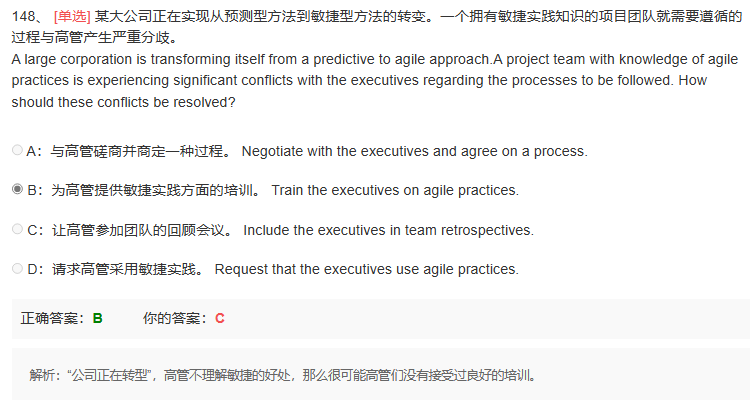 148、 [单选] 某大公司正在实现从预测型方法到敏捷型方法的转变。一个拥有敏捷实践知识的项目团队就需要遵循的
过程与高管产生严重分歧。
A large corporation is transforming itself from a predictive to agile approach.A project team with knowledge of agile
practices is experiencing significant conflicts with the executives regarding the processes to be followed. How
should these conflicts be resolved?
A：与高管磋商并商定一种过程。 Negotiate with the executives and agree on a process.
B：为高管提供敏捷实践方面的培训。 Train the executives on agile practices.
C：让高管参加团队的回顾会议。 Include the executives in team retrospectives.
D：请求高管采用敏捷实践。 Request that the executives use agile practices.
正确答案：B 你的答案：C
解析：“公司正在转型”，高管不理解敏捷的好处，那么很可能高管们没有接受过良好的培训。